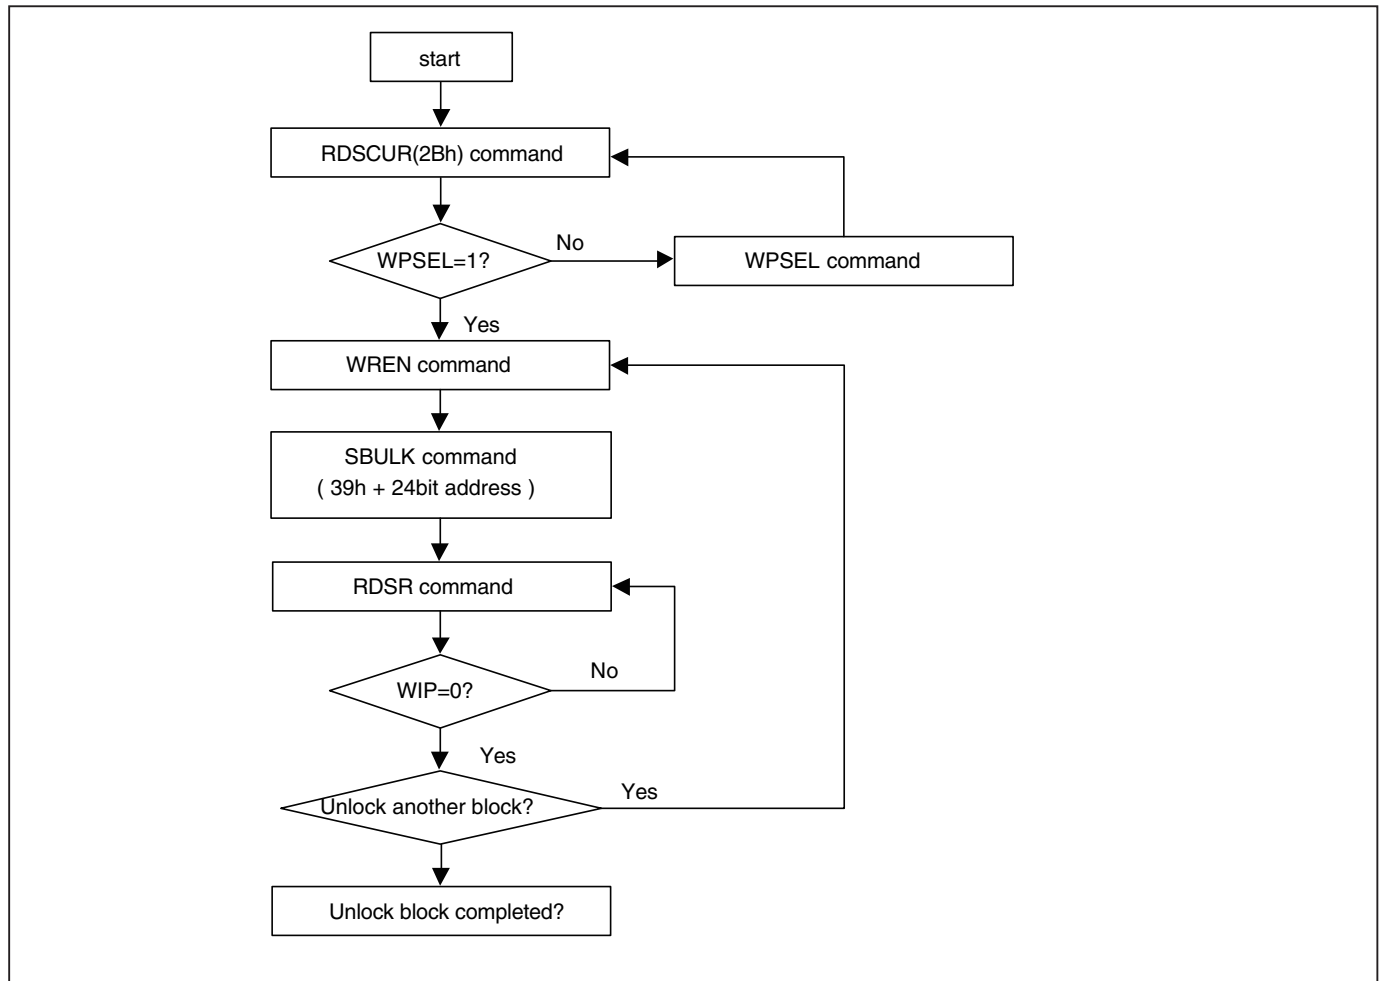 start
RDSCUR(2Bh) command
WPSEL=1?
No
WPSEL command
Yes
WREN command
SBULK command
( 39h + 24bit address )
RDSR command
WIP=0?
No
Yes
Unlock another block?
Yes
Unlock block completed?